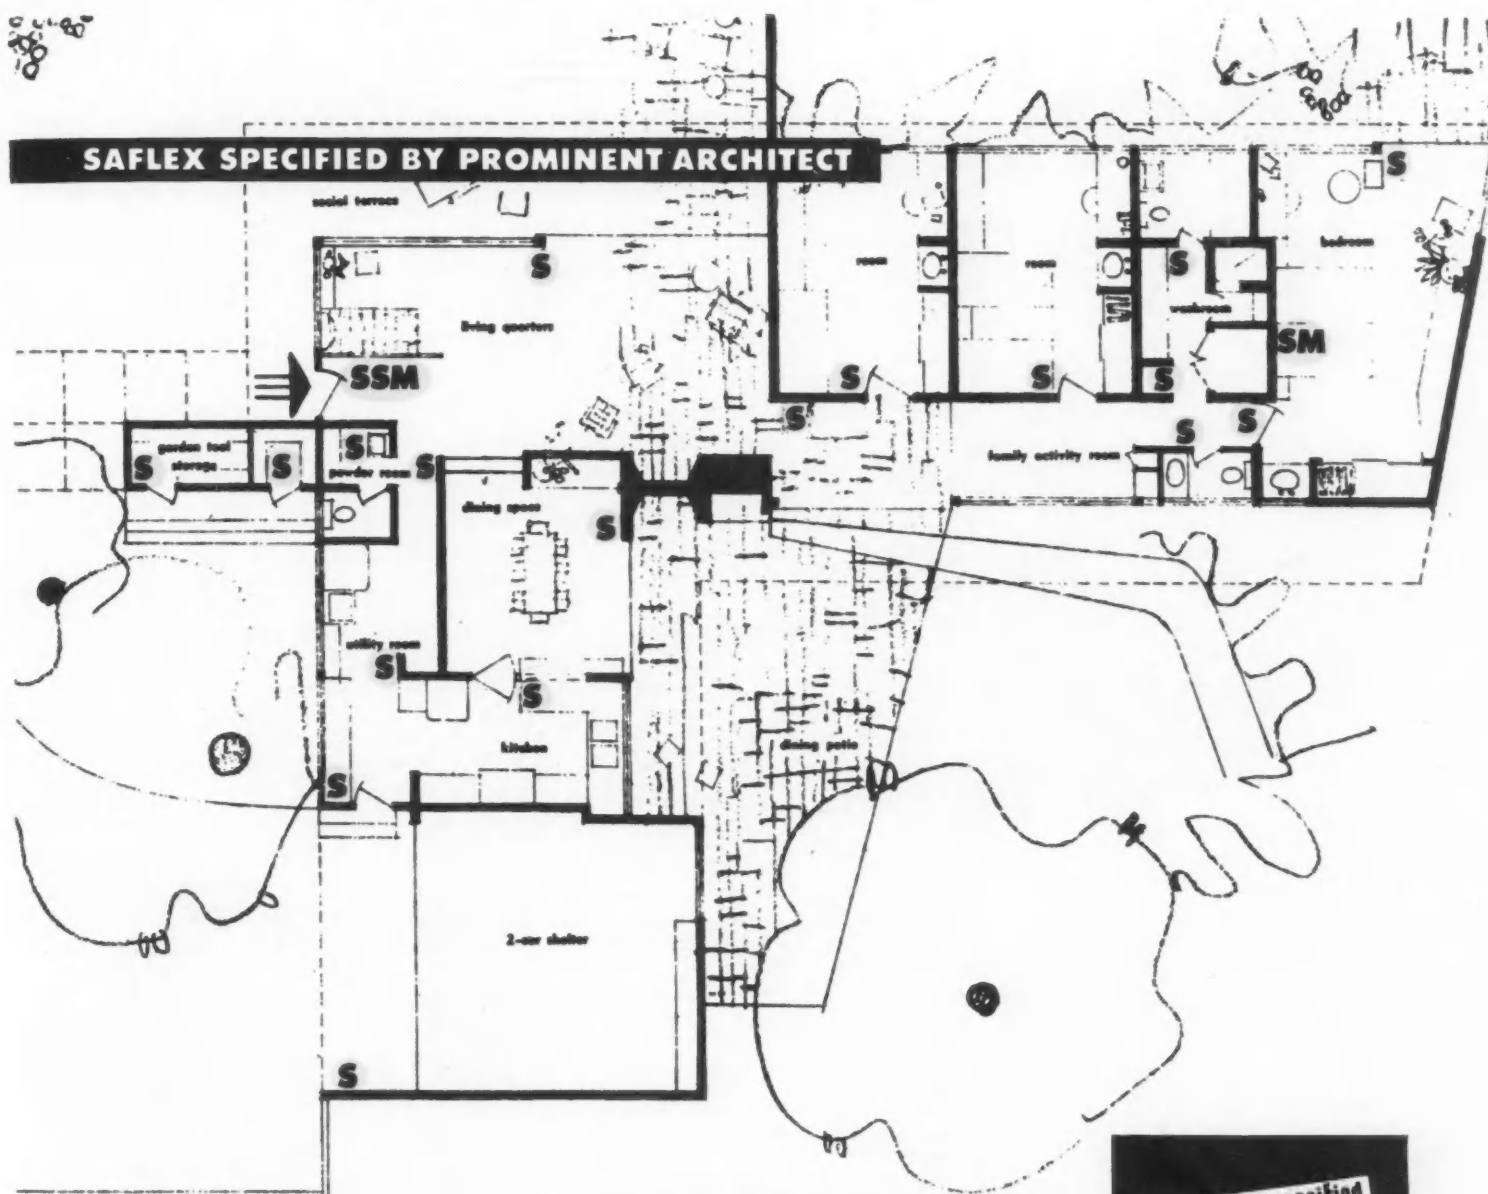 SAFLEX SPECIFIED BY PROMINENT ARCHITECT
social terrace
S
S
room
room
bedroom
S
living quarters
washroom
SSM
S
S
S
SM
S
S
S
garden tool
storage
S
S
S
powder room
S
family activity room
dining space
S
utility room
S
S
kitchen
dining patio
S
2-car shelter
S